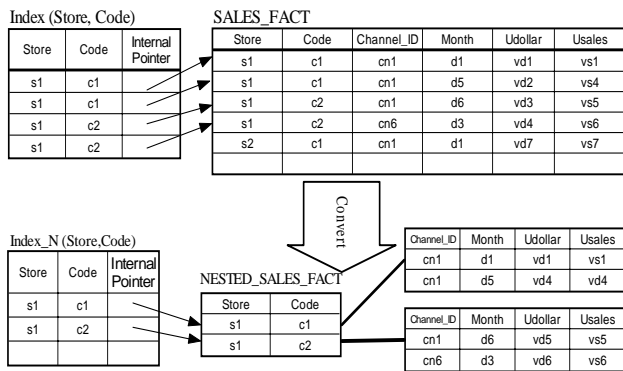 Index (Store, Code)
Store Code Internal Pointer
s1 c1
s1 c1
s1 c2
s1 c2
SALES_FACT
Store Code Channel_ID Month Udollar Usales
s1 c1 cn1 d1 vd1 vs1
s1 c1 cn1 d5 vd2 vs4
s1 c2 cn1 d6 vd3 vs5
s1 c2 cn6 d3 vd4 vs6
s2 c1 cn1 d1 vd7 vs7
Convert
Index_N (Store,Code)
Store Code Internal Pointer
s1 c1
s1 c2
NESTED_SALES_FACT
Store Code
s1 c1
s1 c2
Channel_ID Month Udollar Usales
cn1 d1 vd1 vs1
cn1 d5 vd4 vd4
Channel_ID Month Udollar Usales
cn1 d6 vd5 vs5
cn6 d3 vd6 vs6